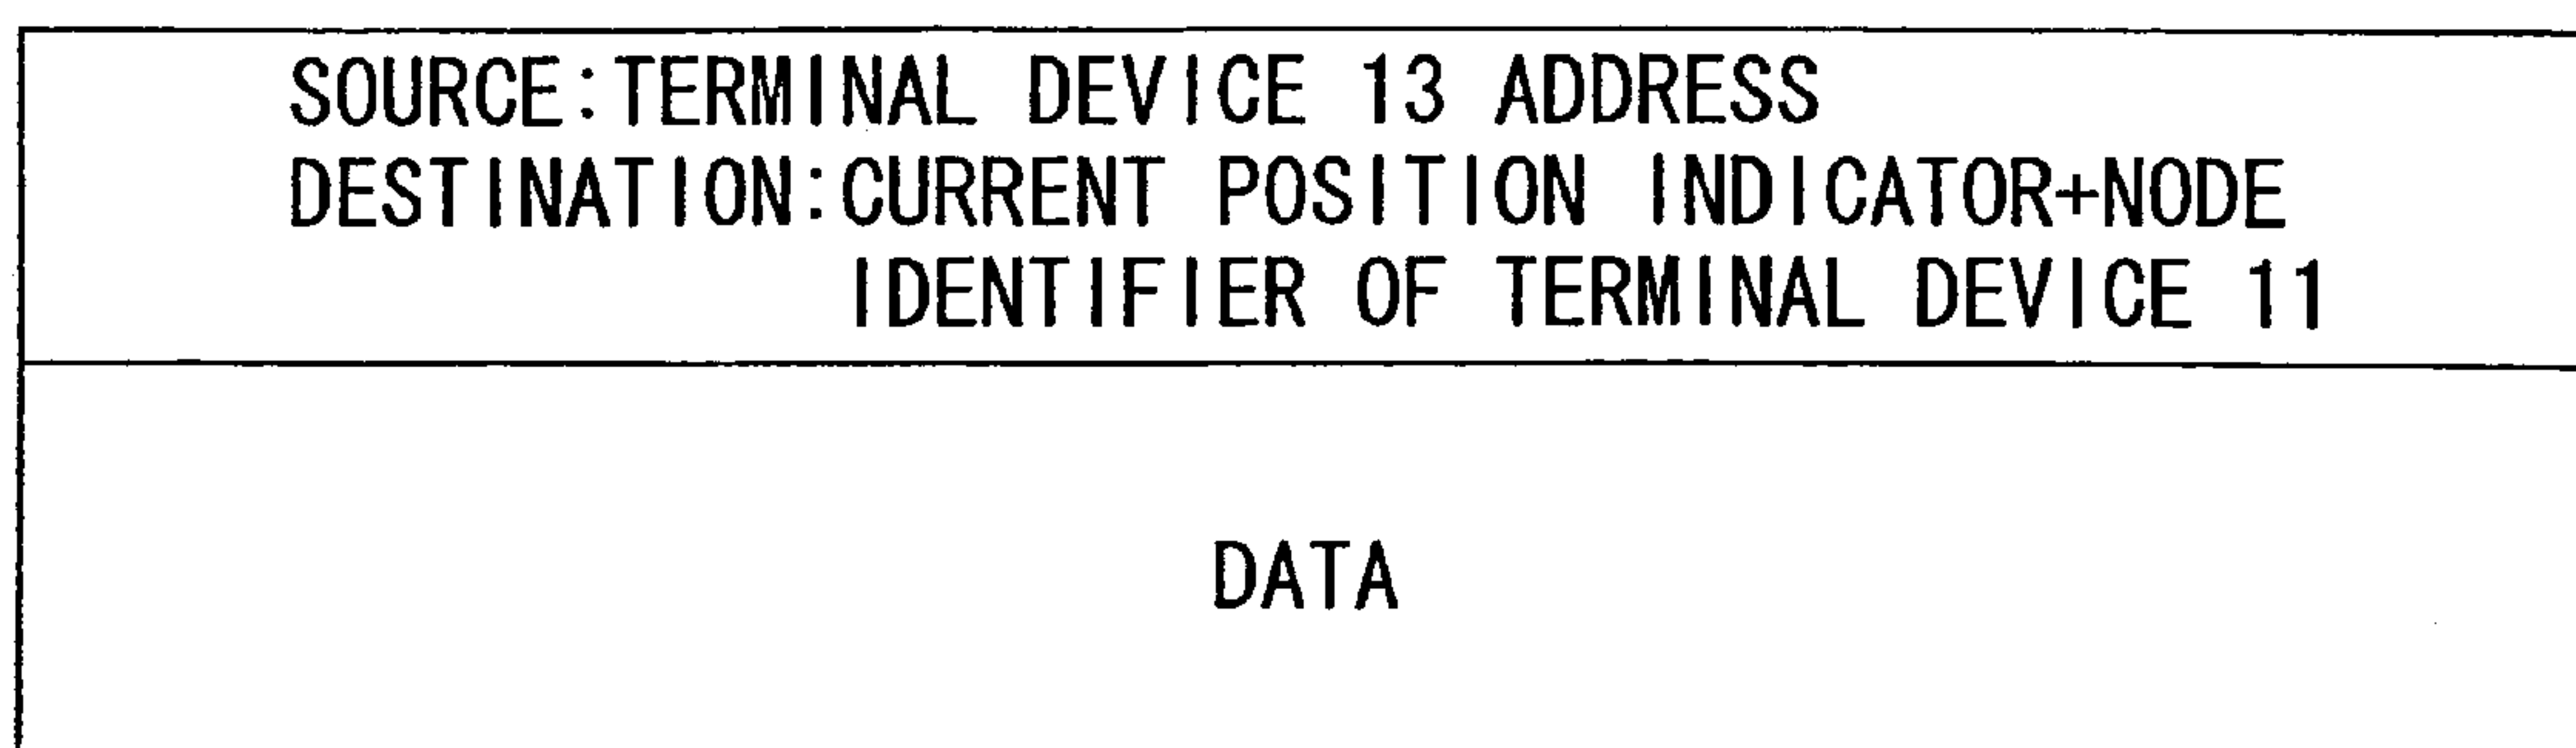 SOURCE:TERMINAL DEVICE 13 ADDRESS
DESTINATION:CURRENT POSITION INDICATOR+NODE
IDENTIFIER OF TERMINAL DEVICE 11
DATA